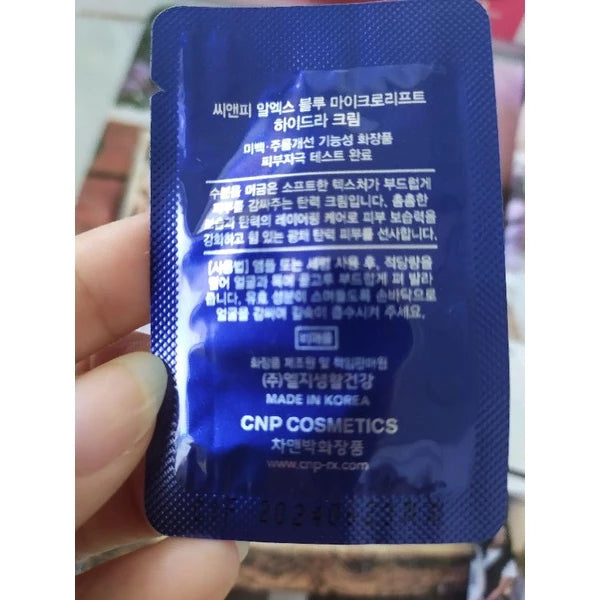 씨앤피 알엑스 블루 마이크로리프트
하이드라 크림
미백·주름개선 기능성 화장품
피부자극 테스트 완료
수분을 머금은 소프트한 텍스처가 부드럽게
피부를 감싸주는 탄력 크림입니다. 촘촘한
보습과 탄력의 레이어링 케어로 피부 보습력을
강화하고 힘 있는 광채 탄력 피부를 선사합니다.
[사용법] 앰플 또는 세럼 사용 후, 적당량을
덜어 얼굴과 목에 골고루 부드럽게 펴 발라
줍니다. 유효 성분이 스며들도록 손바닥으로
얼굴을 감싸며 깊숙이 흡수시켜 주세요.
비매품
화장품 제조원 및 책임판매원
(주)엘지생활건강
MADE IN KOREA
CNP COSMETICS
차앤박화장품
www.cnp-rx.com